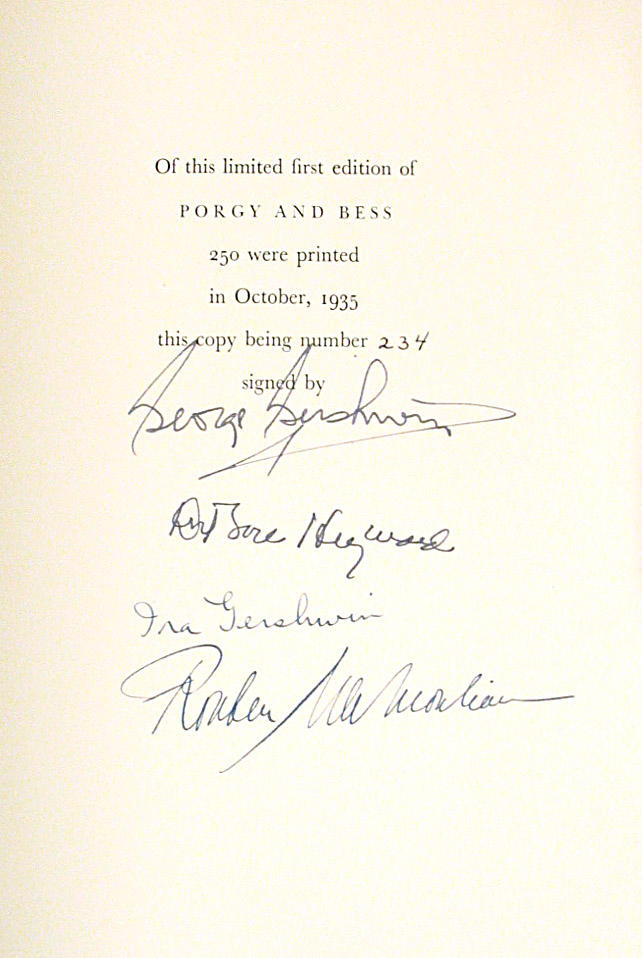 Of this limited first edition of
PORGY AND BESS
250 were printed
in October, 1935
this copy being number 234
signed by
George Gershwin
DuBose Heyward
Ira Gershwin
Rouben Mamoulian